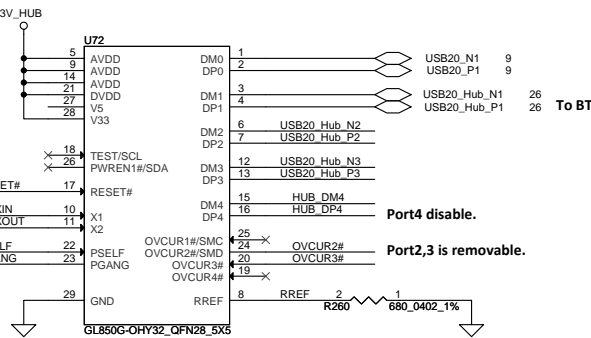 3V_HUB
U72
5 AVDD DM0 1 USB20_N1 9
9 AVDD DP0 2 USB20_P1 9
14 AVDD
21 DVDD DM1 3 USB20_Hub_N1 26
27 V5 DP1 4 USB20_Hub_P1 26 To BT
28 V33
DM2 6 USB20_Hub_N2
DP2 7 USB20_Hub_P2
18 TEST/SCL
26 PWREN1#/SDA DM3 12 USB20_Hub_N3
DP3 13 USB20_Hub_P3
ET# 17 RESET#
DM4 15 HUB_DM4
XIN 10 X1 DP4 16 HUB_DP4 Port4 disable.
KOUT 11 X2
OVCUR1#/SMC 25
LF 22 PSELF OVCUR2#/SMD 24 OVCUR2# Port2,3 is removable.
NG 23 PGANG OVCUR3# 20 OVCUR3#
OVCUR4# 19
29 GND RREF 8 RREF 2 1
R260 680_0402_1%
GL850G-OHY32_QFN28_5X5